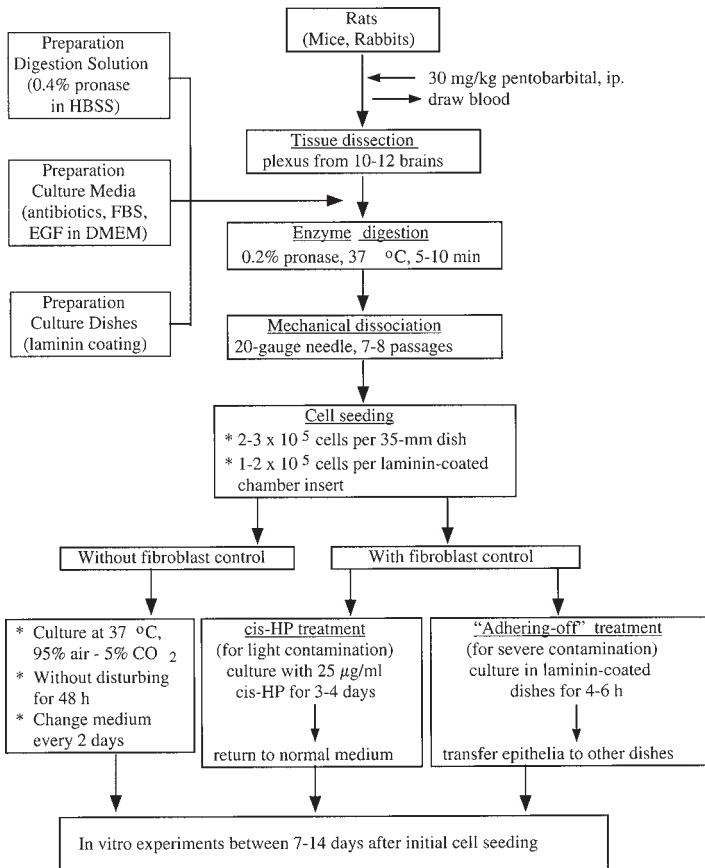 Rats
(Mice, Rabbits)
30 mg/kg pentobarbital, ip.
draw blood
Preparation
Digestion Solution
(0.4% pronase
in HBSS)
Tissue dissection
plexus from 10-12 brains
Preparation
Culture Media
(antibiotics, FBS,
EGF in DMEM)
Enzyme digestion
0.2% pronase, 37 °C, 5-10 min
Preparation
Culture Dishes
(laminin coating)
Mechanical dissociation
20-gauge needle, 7-8 passages
Cell seeding
* 2-3 x 10 5 cells per 35-mm dish
* 1-2 x 10 5 cells per laminin-coated
chamber insert
Without fibroblast control
With fibroblast control
* Culture at 37 °C,
95% air - 5% CO 2
* Without disturbing
for 48 h
* Change medium
every 2 days
cis-HP treatment
(for light contamination)
culture with 25 µg/ml
cis-HP for 3-4 days
return to normal medium
“Adhering-off” treatment
(for severe contamination)
culture in laminin-coated
dishes for 4-6 h
transfer epithelia to other dishes
In vitro experiments between 7-14 days after initial cell seeding